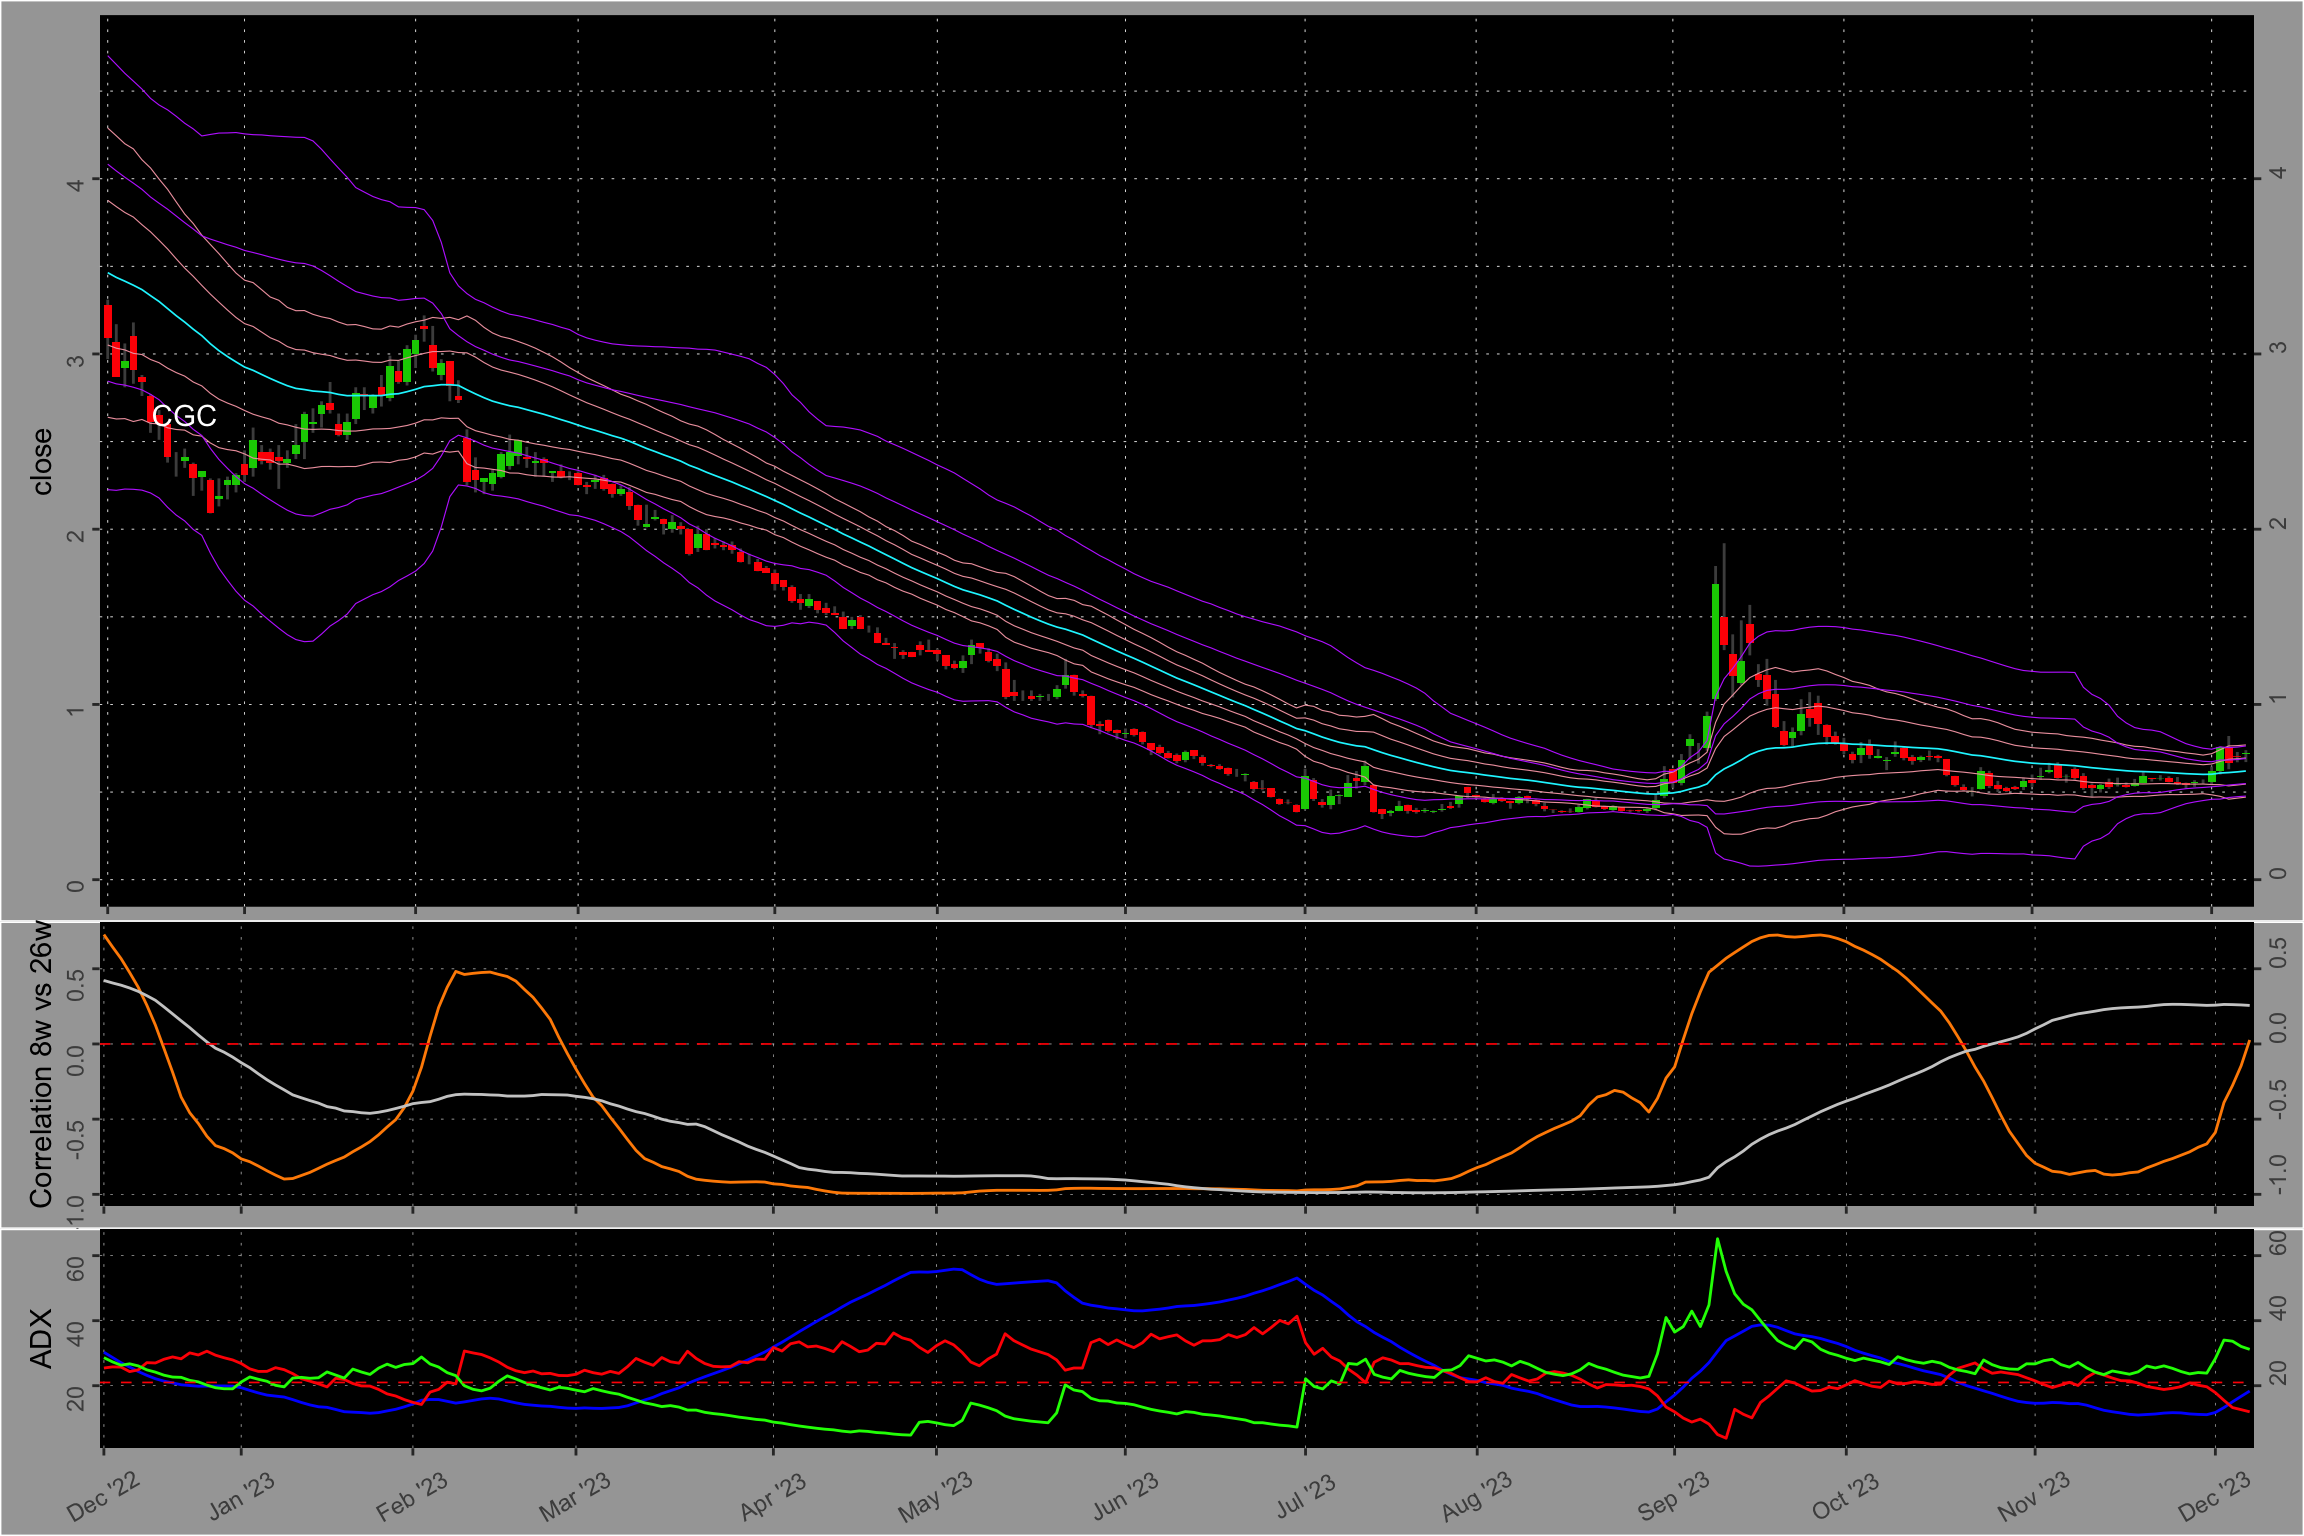 4
4
3
3
CGC
close
2
2
1
1
0
0
Correlation 8w vs 26w
0.5
0.5
0.0
0.0
-0.5
-0.5
1.0
-1.0
ADX
60
60
40
40
20
20
Dec '22
Jan '23
Feb '23
Mar '23
Apr '23
May '23
Jun '23
Jul '23
Aug '23
Sep '23
Oct '23
Nov '23
Dec '23